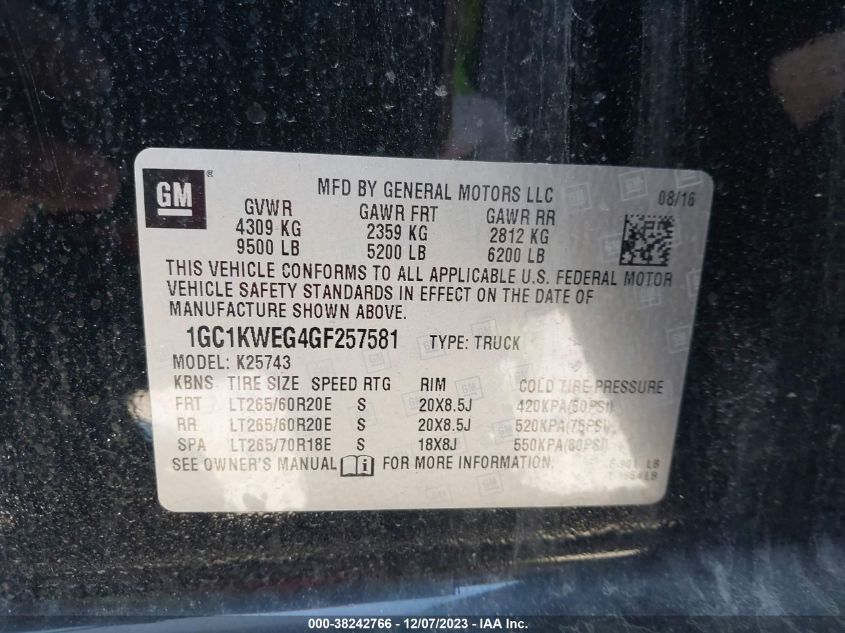 GM ®
MFD BY GENERAL MOTORS LLC 08/16
GVWR GAWR FRT GAWR RR
4309 KG 2359 KG 2812 KG
9500 LB 5200 LB 6200 LB
THIS VEHICLE CONFORMS TO ALL APPLICABLE U.S. FEDERAL MOTOR
VEHICLE SAFETY STANDARDS IN EFFECT ON THE DATE OF
MANUFACTURE SHOWN ABOVE.
1GC1KWEG4GF257581 TYPE: TRUCK
MODEL: K25743
KBNS TIRE SIZE SPEED RTG RIM COLD TIRE PRESSURE
FRT LT265/60R20E S 20X8.5J 420KPA(60PSI)
RR LT265/60R20E S 20X8.5J 520KPA(75PSI)
SPA LT265/70R18E S 18X8J 550KPA(80PSI)
SEE OWNER'S MANUAL i FOR MORE INFORMATION.
LB
LB
000-38242766 - 12/07/2023 - IAA Inc.